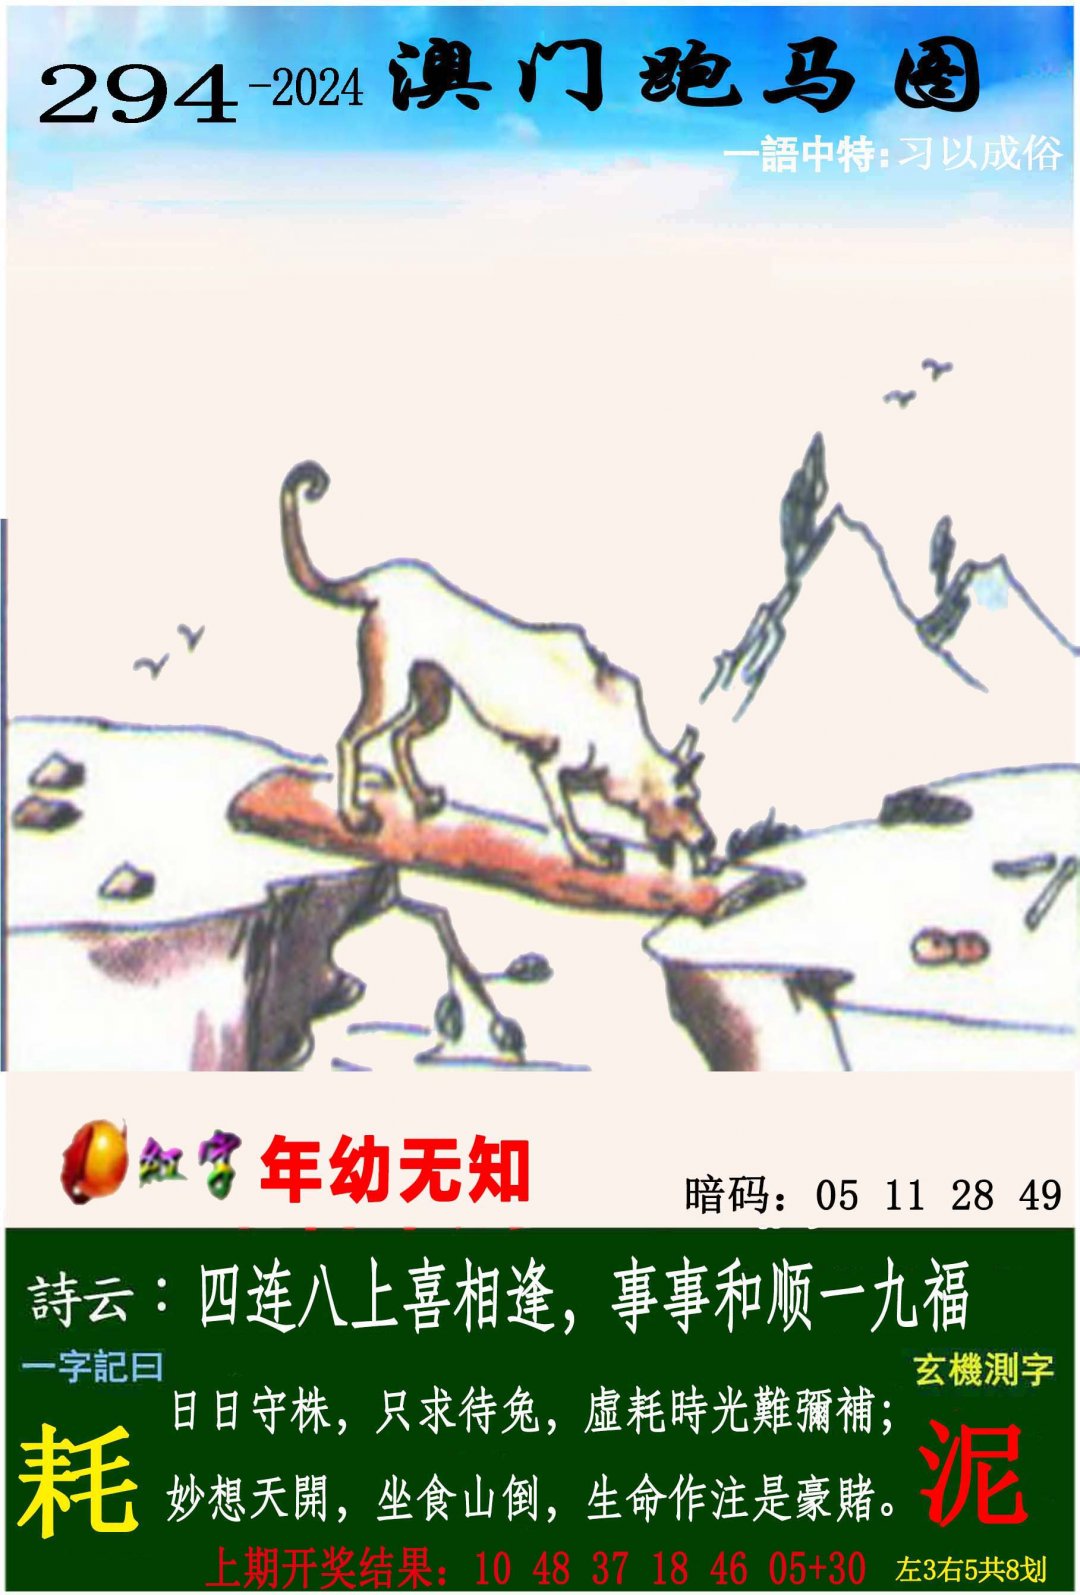 294-2024 澳门跑马图
一語中特:习以成俗
红字 年幼无知
暗码：05 11 28 49
詩云：四连八上喜相逢，事事和顺一九福
一字記曰
玄機測字
日日守株，只求待兔，虛耗時光難彌補；
耗
泥
妙想天開，坐食山倒，生命作注是豪賭。
上期开奖结果：10 48 37 18 46 05+30
左3右5共8划